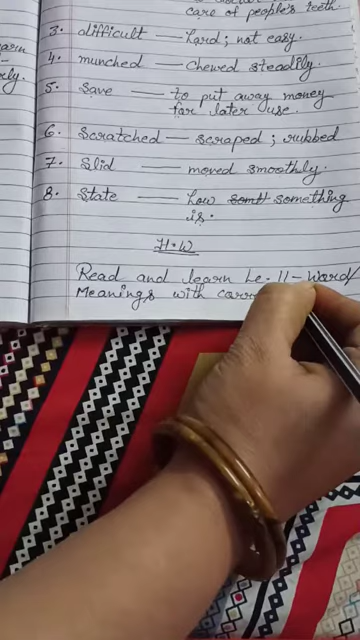 care of people's teeth.
3. difficult — hard; not easy.
4. munched — chewed steadily.
5. Save — to put away money
for later use.
6. Scratched — scraped; rubbed
7. Slid — moved smoothly.
8. State — how something
is.
H.W
Read and learn Le. 11 - Word/
Meanings with